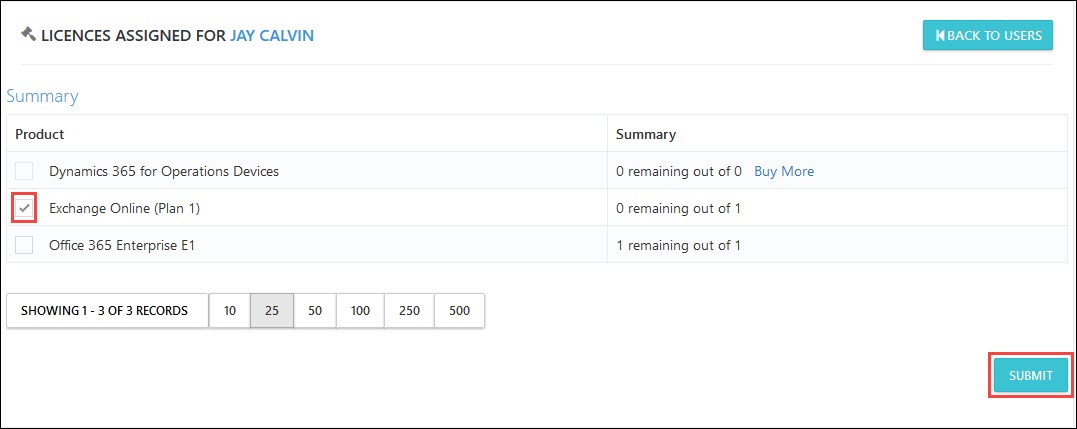 LICENCES ASSIGNED FOR JAY CALVIN
BACK TO USERS
Summary
Product Summary
Dynamics 365 for Operations Devices 0 remaining out of 0 Buy More
Exchange Online (Plan 1) 0 remaining out of 1
Office 365 Enterprise E1 1 remaining out of 1
SHOWING 1 - 3 OF 3 RECORDS 10 25 50 100 250 500
SUBMIT